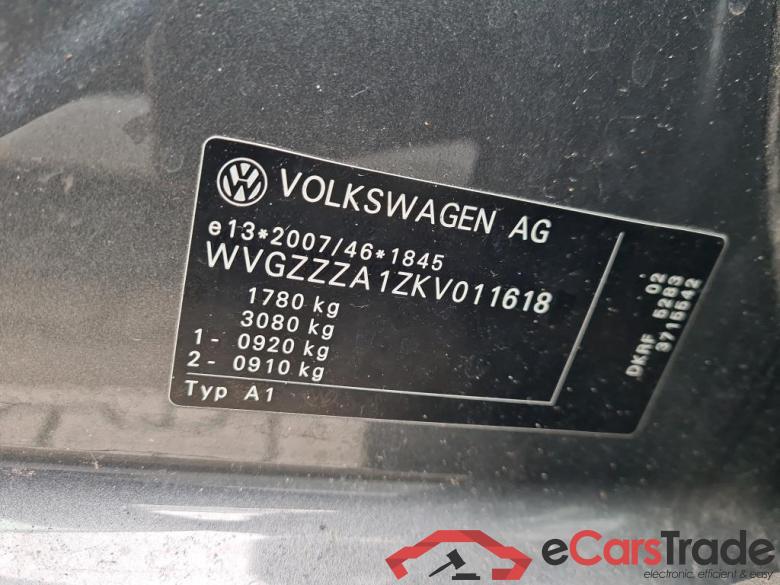 VOLKSWAGEN AG
e13*2007/46*1845
WVGZZZA1ZKV011618
1780 kg
3080 kg
1 - 0920 kg
2 - 0910 kg
Typ A1
02
DKRF 5283
3715542
eCarsTrade
electronic, efficient & easy